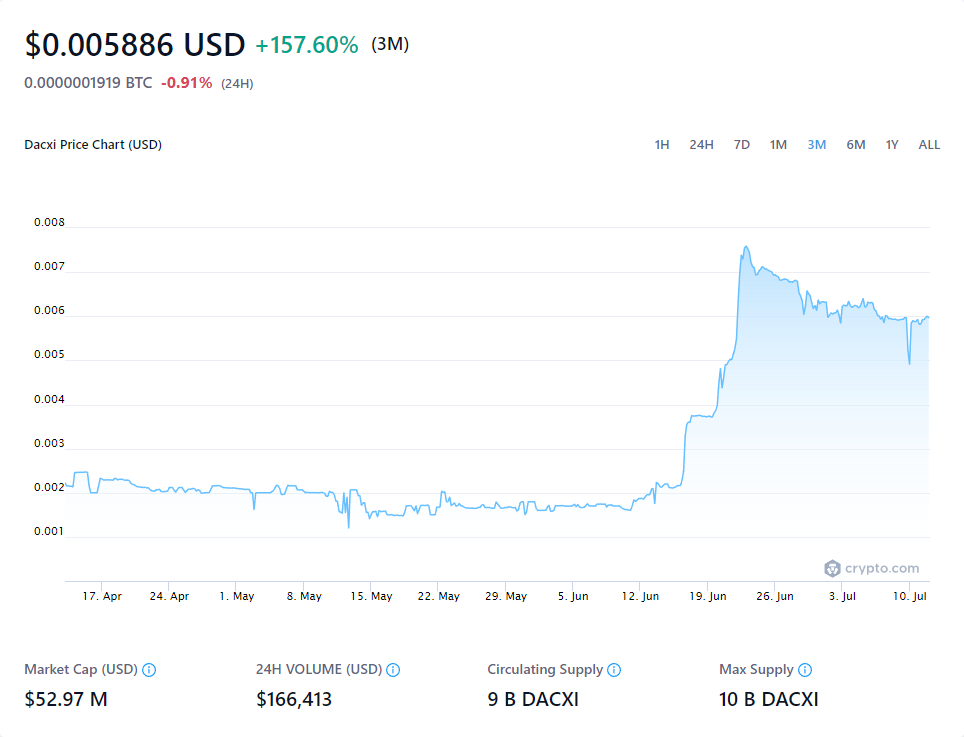 $0.005886 USD +157.60% (3M)
0.0000001919 BTC -0.91% (24H)
Dacxi Price Chart (USD) 1H 24H 7D 1M 3M 6M 1Y ALL
0.008
0.007
0.006
0.005
0.004
0.003
0.002
0.001
crypto.com
17. Apr 24. Apr 1. May 8. May 15. May 22. May 29. May 5. Jun 12. Jun 19. Jun 26. Jun 3. Jul 10. Jul
Market Cap (USD) 24H VOLUME (USD) Circulating Supply Max Supply
$52.97 M $166,413 9 B DACXI 10 B DACXI